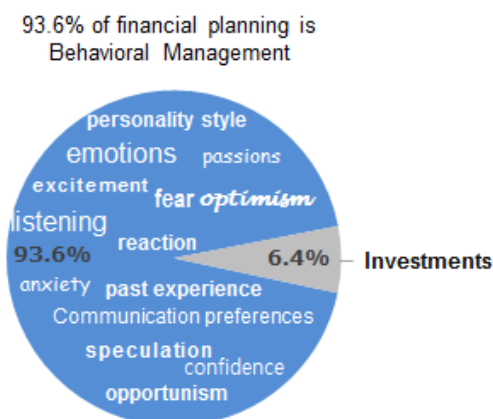 93.6% of financial planning is
Behavioral Management
personality style
emotions passions
excitement
fear optimism
listening
reaction
93.6%
6.4%
Investments
anxiety
past experience
Communication preferences
speculation
confidence
opportunism